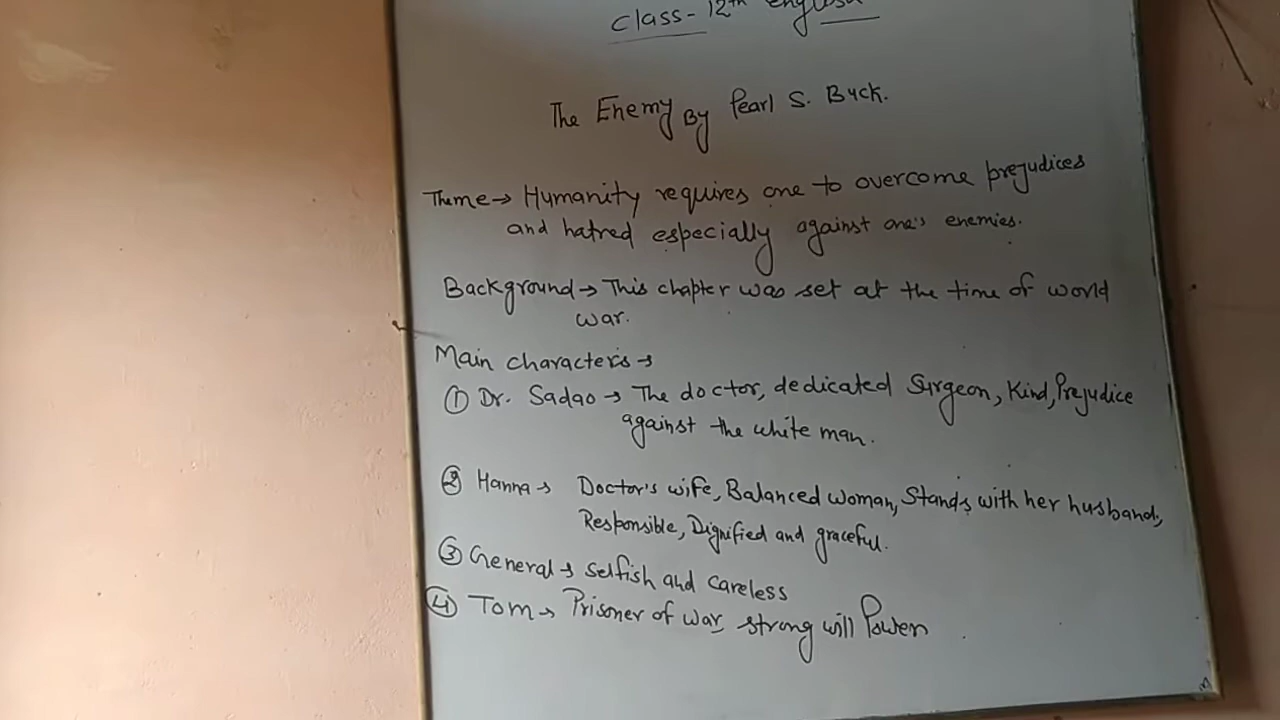 Class- 12th English
The Enemy By Pearl S. Buck.
Theme → Humanity requires one to overcome prejudices
and hatred especially against one's enemies.
Background → This chapter was set at the time of world
war.
Main characters →
① Dr. Sadao → The doctor, dedicated Surgeon, Kind, Prejudice
against the white man.
② Hanna → Doctor's wife, Balanced woman, Stands with her husband,
Responsible, Dignified and graceful.
③ General → Selfish and careless
④ Tom → Prisoner of war, strong will Power